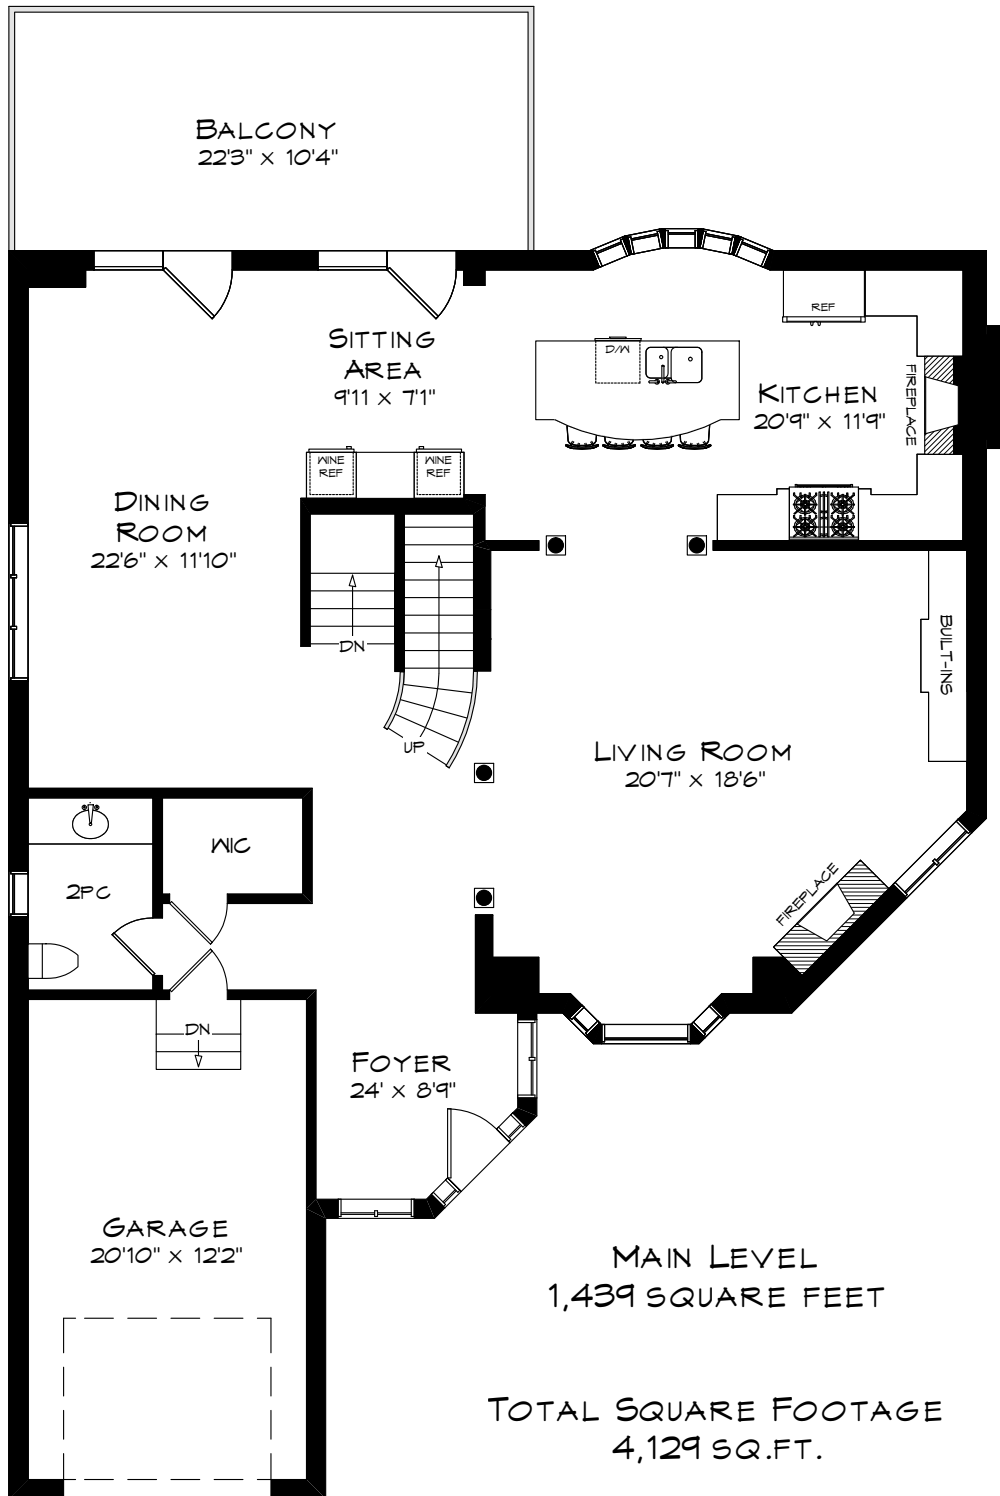 BALCONY
22'3" X 10'4"
SITTING
AREA
9'11 X 7'1"
REF
D/W
KITCHEN
20'9" X 11'9"
FIREPLACE
WINE
REF
WINE
REF
DINING
ROOM
22'6" X 11'10"
DN
UP
BUILT-INS
LIVING ROOM
20'7" X 18'6"
WIC
2PC
FIREPLACE
DN
FOYER
24' X 8'9"
GARAGE
20'10" X 12'2"
MAIN LEVEL
1,439 SQUARE FEET
TOTAL SQUARE FOOTAGE
4,129 SQ.FT.